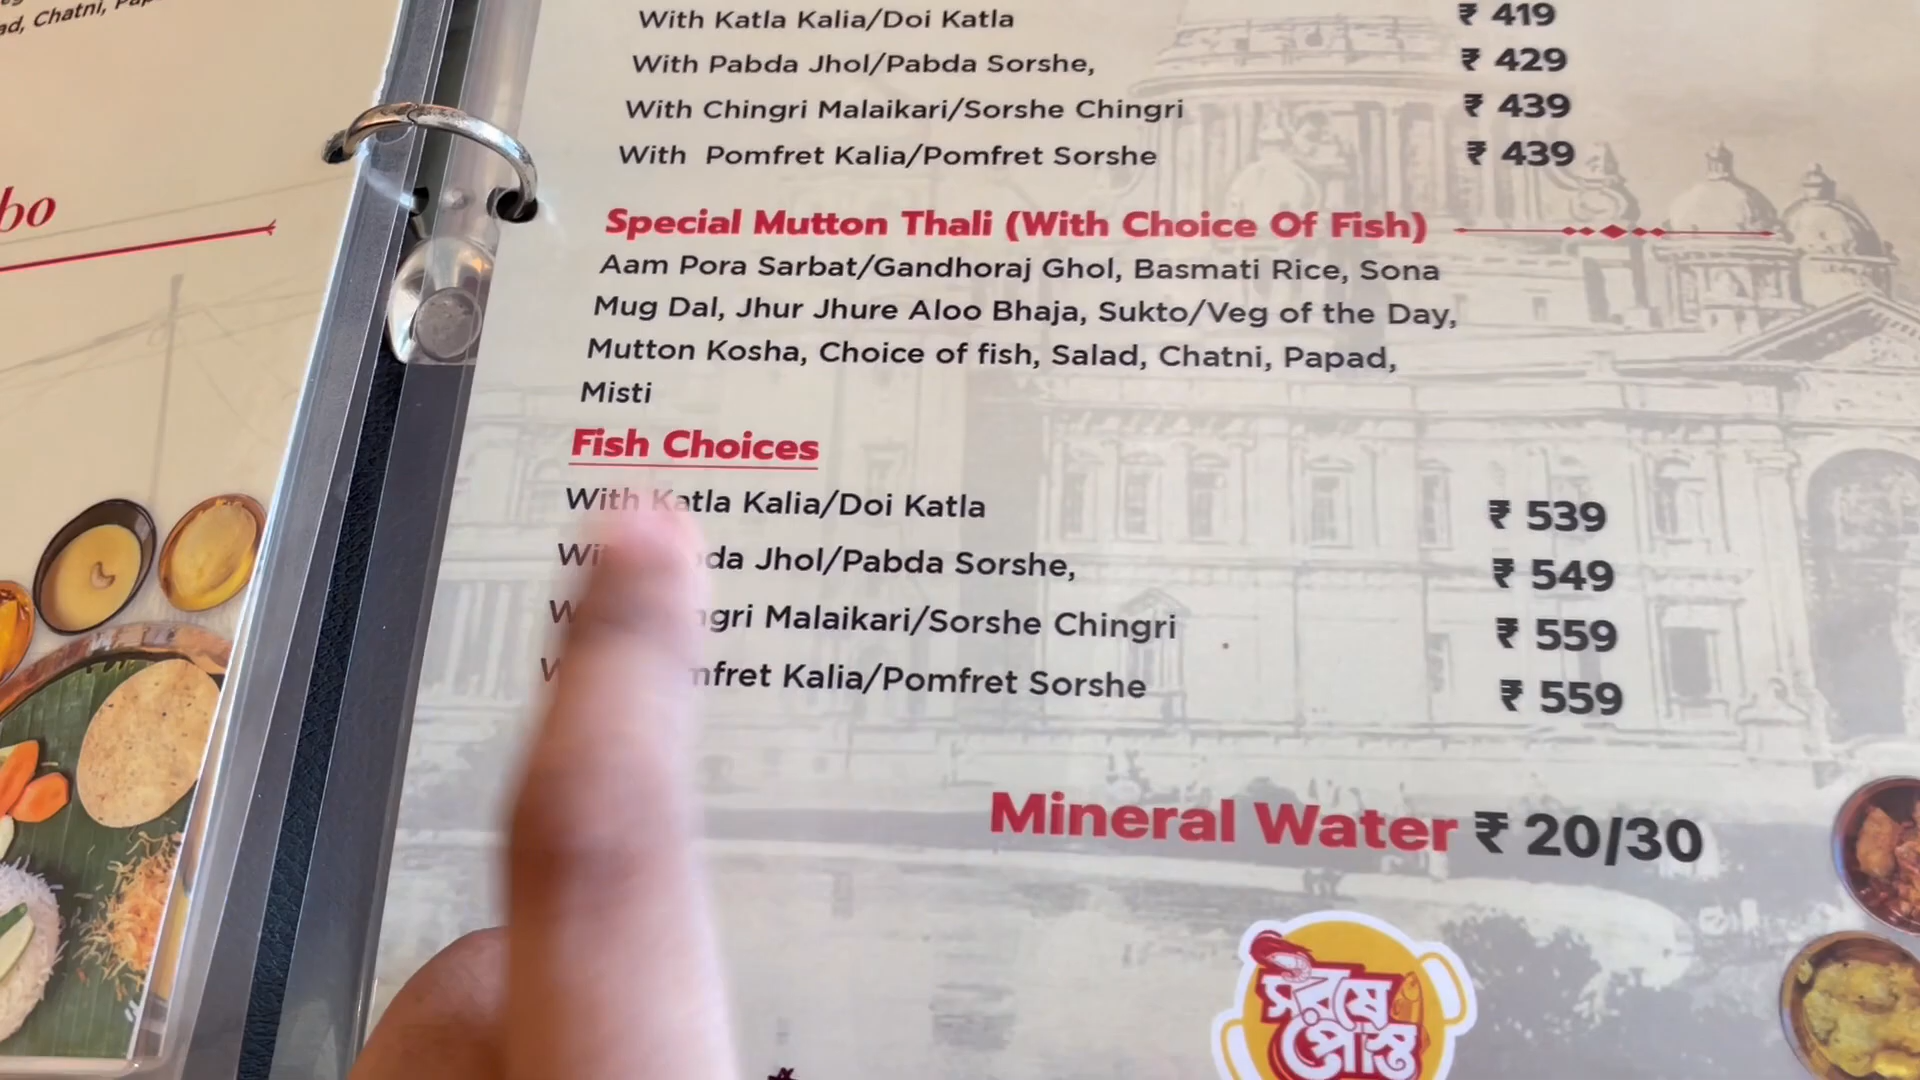 ad, Chatni,
bo
With Katla Kalia/Doi Katla ₹ 419
With Pabda Jhol/Pabda Sorshe, ₹ 429
With Chingri Malaikari/Sorshe Chingri ₹ 439
With Pomfret Kalia/Pomfret Sorshe ₹ 439
Special Mutton Thali (With Choice Of Fish)
Aam Pora Sarbat/Gandhoraj Ghol, Basmati Rice, Sona
Mug Dal, Jhur Jhure Aloo Bhaja, Sukto/Veg of the Day,
Mutton Kosha, Choice of fish, Salad, Chatni, Papad,
Misti
Fish Choices
With Katla Kalia/Doi Katla ₹ 539
da Jhol/Pabda Sorshe, ₹ 549
gri Malaikari/Sorshe Chingri ₹ 559
fret Kalia/Pomfret Sorshe ₹ 559
Mineral Water ₹ 20/30
সরষে
পোস্ত